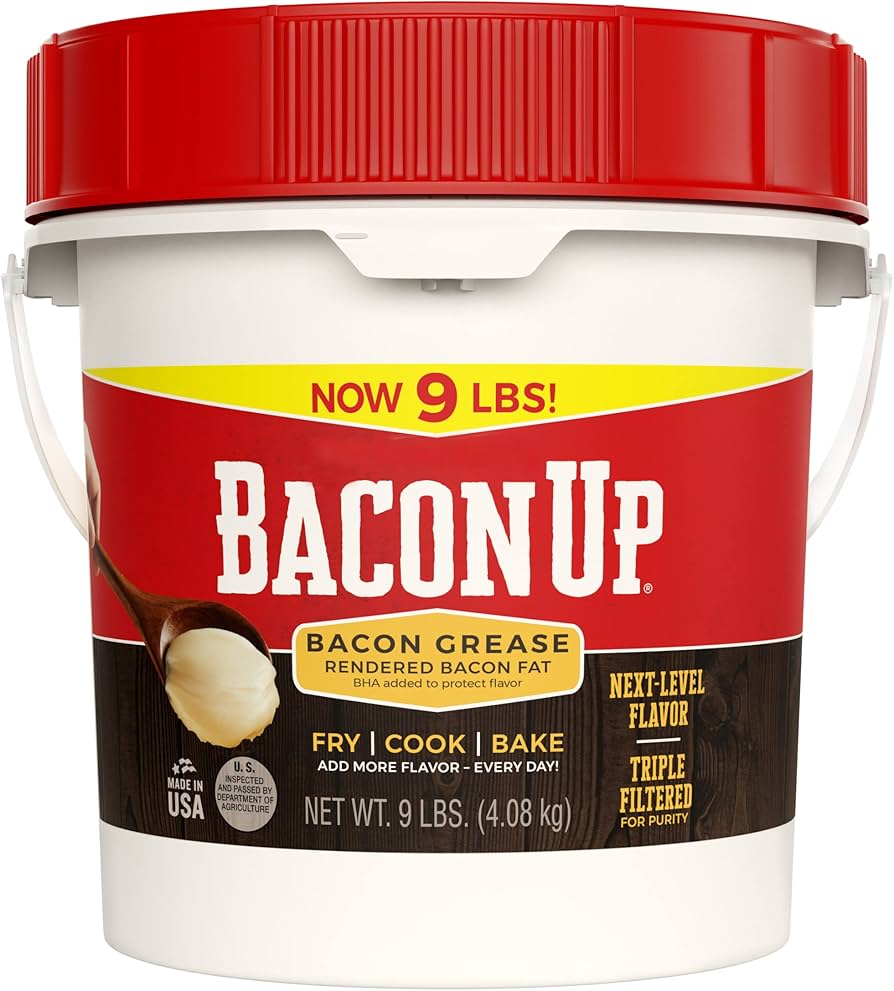 NOW 9 LBS!
BACONUP®
BACON GREASE
RENDERED BACON FAT
BHA added to protect flavor
NEXT-LEVEL
FLAVOR
FRY | COOK | BAKE
ADD MORE FLAVOR – EVERY DAY!
TRIPLE
FILTERED
FOR PURITY
MADE IN
USA
U. S.
INSPECTED
AND PASSED BY
DEPARTMENT OF
AGRICULTURE
NET WT. 9 LBS. (4.08 kg)